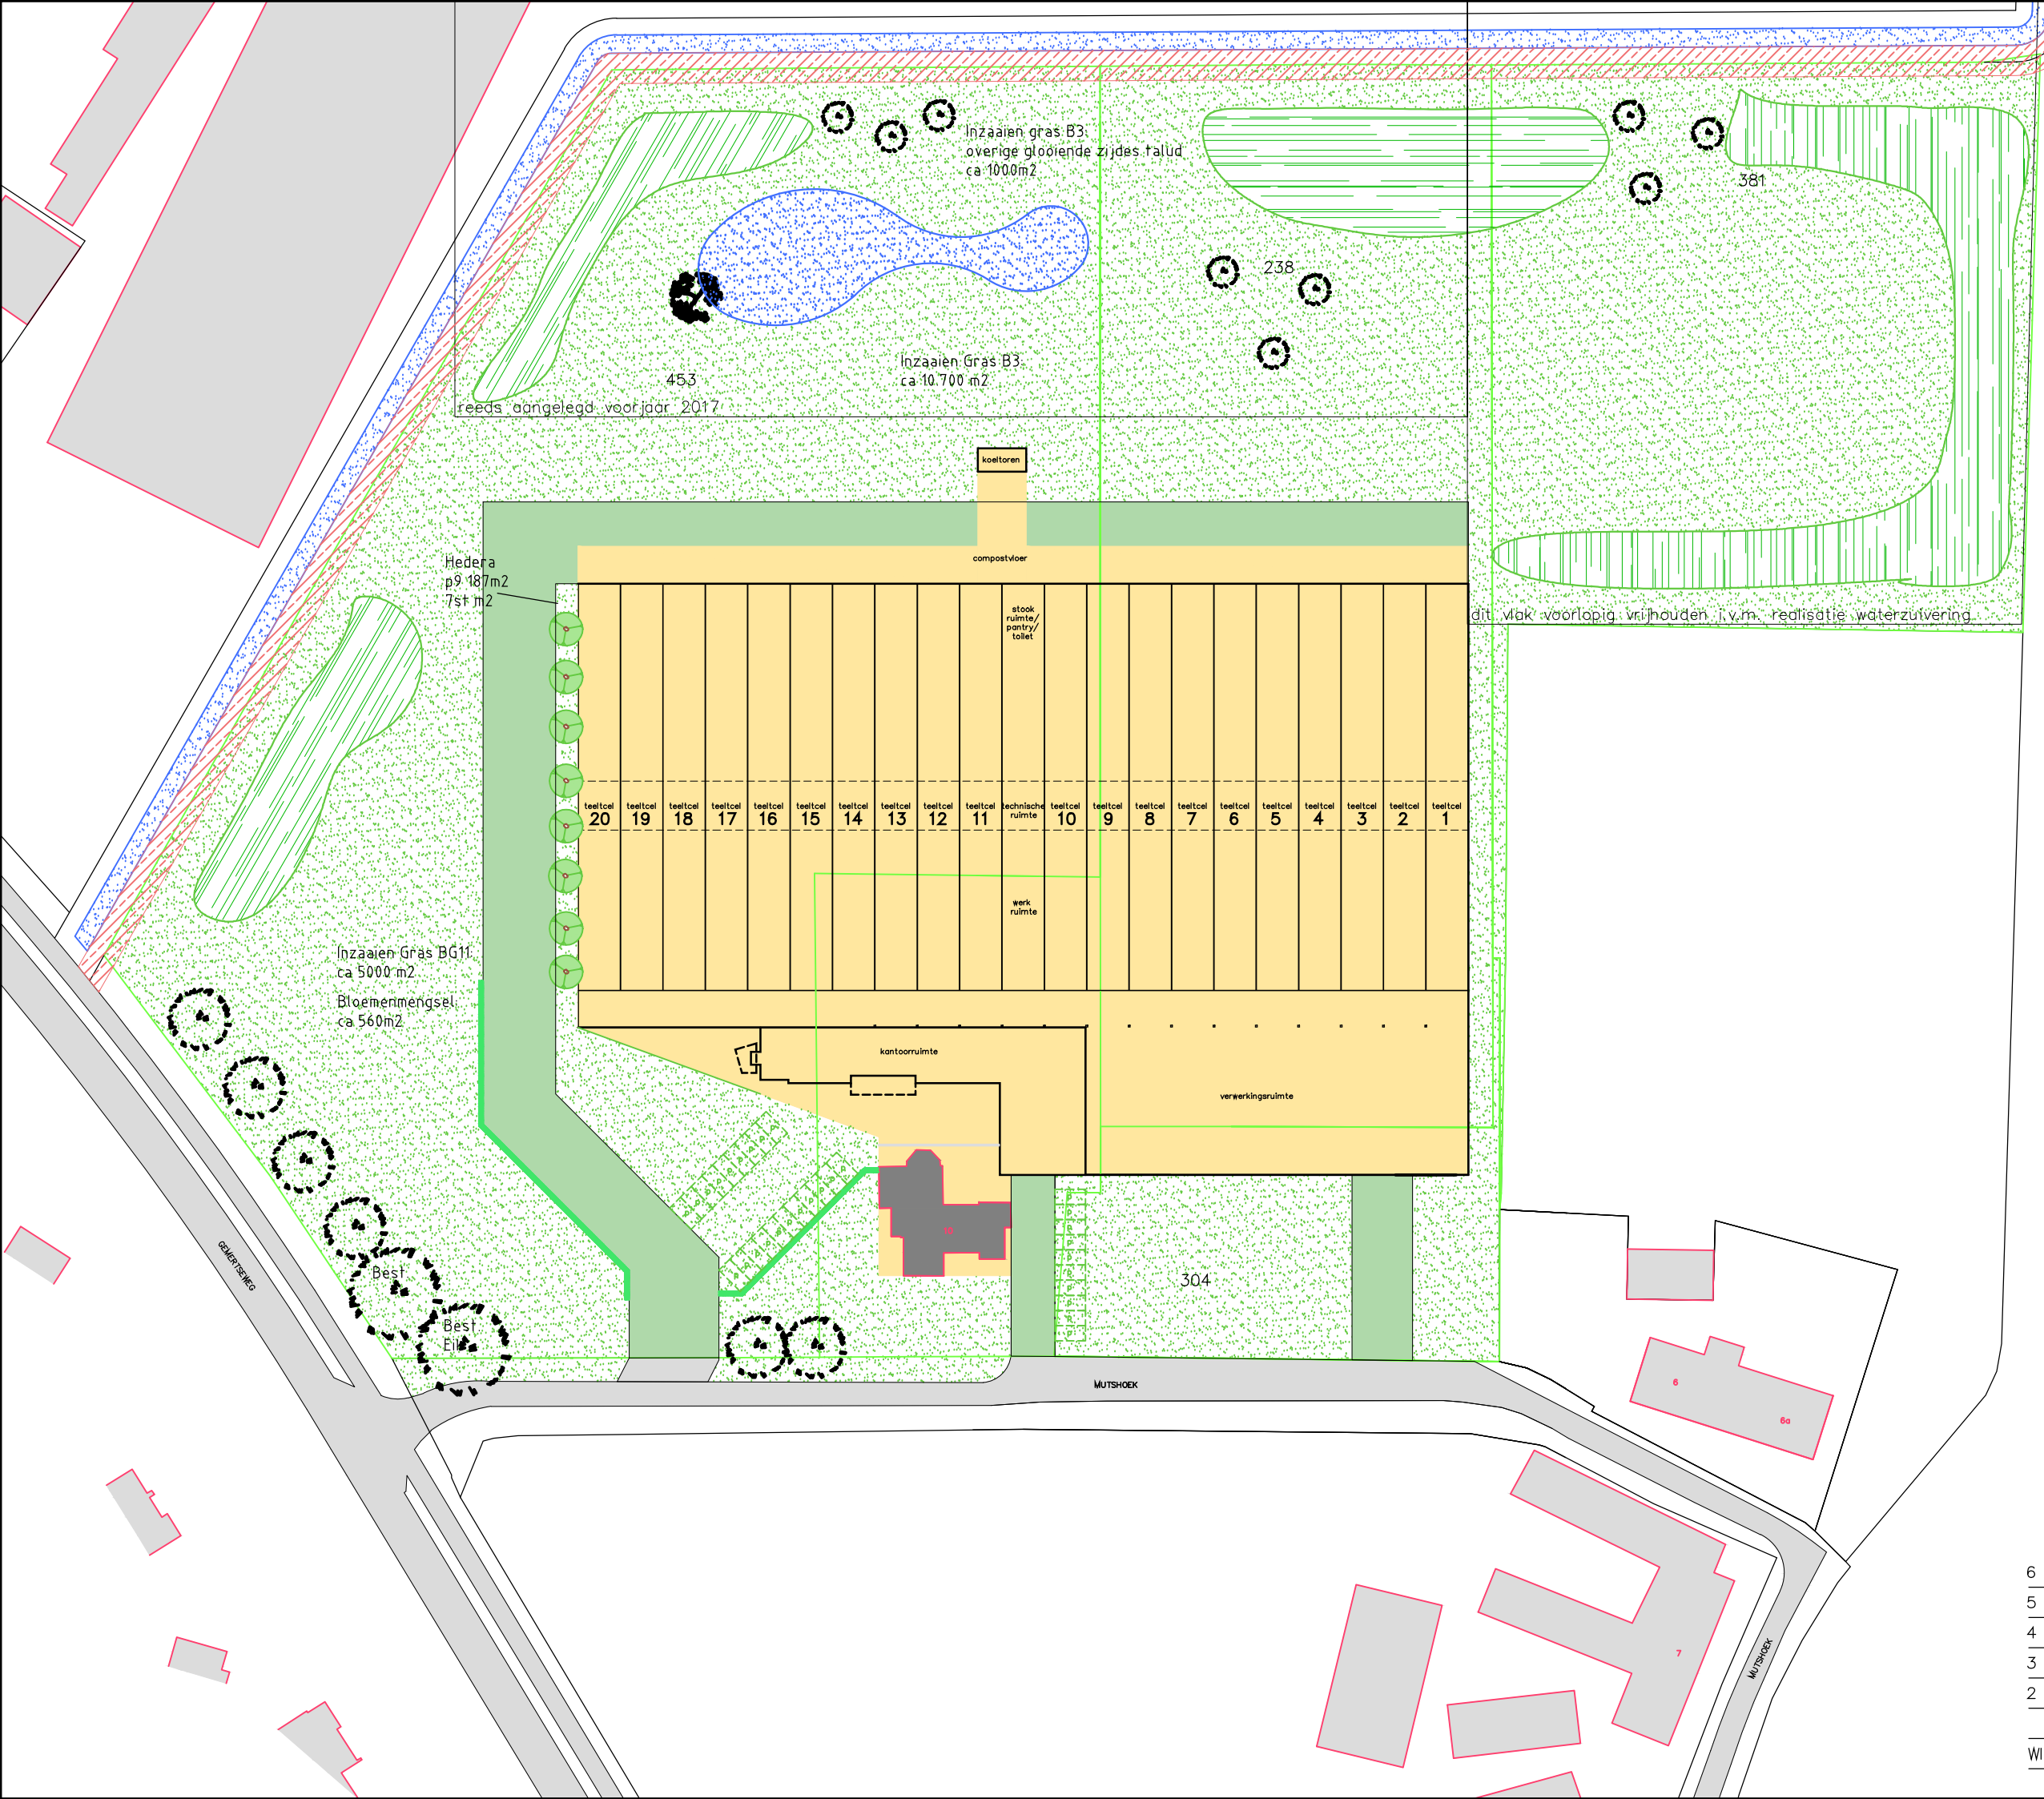 Inzaaien gras B3:
overige glooiende zijdes talud
ca 1000m2
381
238
Inzaaien Gras B3:
ca 10.700 m2
453
reeds aangelegd voorjaar 2017
koeltoren
compostvloer
Hedera
p9 187m2
7st m2
stook
ruimte/
pantry/
toilet
dit vlak voorlopig vrijhouden i.v.m. realisatie waterzuivering
teeltcel
20
teeltcel
19
teeltcel
18
teeltcel
17
teeltcel
16
teeltcel
15
teeltcel
14
teeltcel
13
teeltcel
12
teeltcel
11
technische
ruimte
teeltcel
10
teeltcel
9
teeltcel
8
teeltcel
7
teeltcel
6
teeltcel
5
teeltcel
4
teeltcel
3
teeltcel
2
teeltcel
1
werk
ruimte
Inzaaien Gras BG11:
ca 5000 m2
Bloemenmengsel:
ca 560m2
kantoorruimte
verwerkingsruimte
GEMERTSEWEG
Best
Best
Eik
304
MUTSHOEK
6
6a
7
MUTSHOEK
6
5
4
3
2
WI